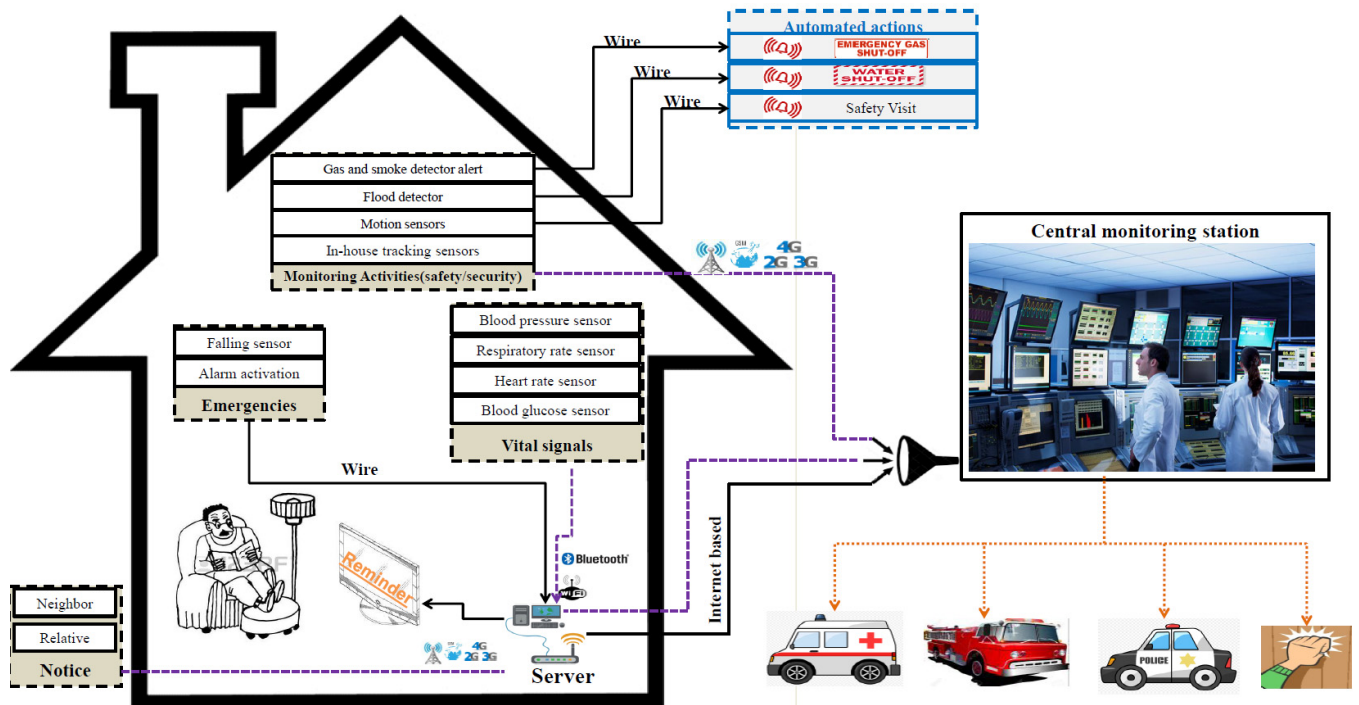 Automated actions
Wire
EMERGENCY GAS
SHUT-OFF
Wire
WATER
SHUT-OFF
Wire
Safety Visit
Gas and smoke detector alert
Flood detector
Motion sensors
In-house tracking sensors
Monitoring Activities(safety/security)
4G
2G 3G
Central monitoring station
Blood pressure sensor
Respiratory rate sensor
Heart rate sensor
Blood glucose sensor
Vital signals
Falling sensor
Alarm activation
Emergencies
Wire
Bluetooth
WiFi
Reminder
Internet based
Neighbor
Relative
Notice
4G
2G 3G
Server
POLICE